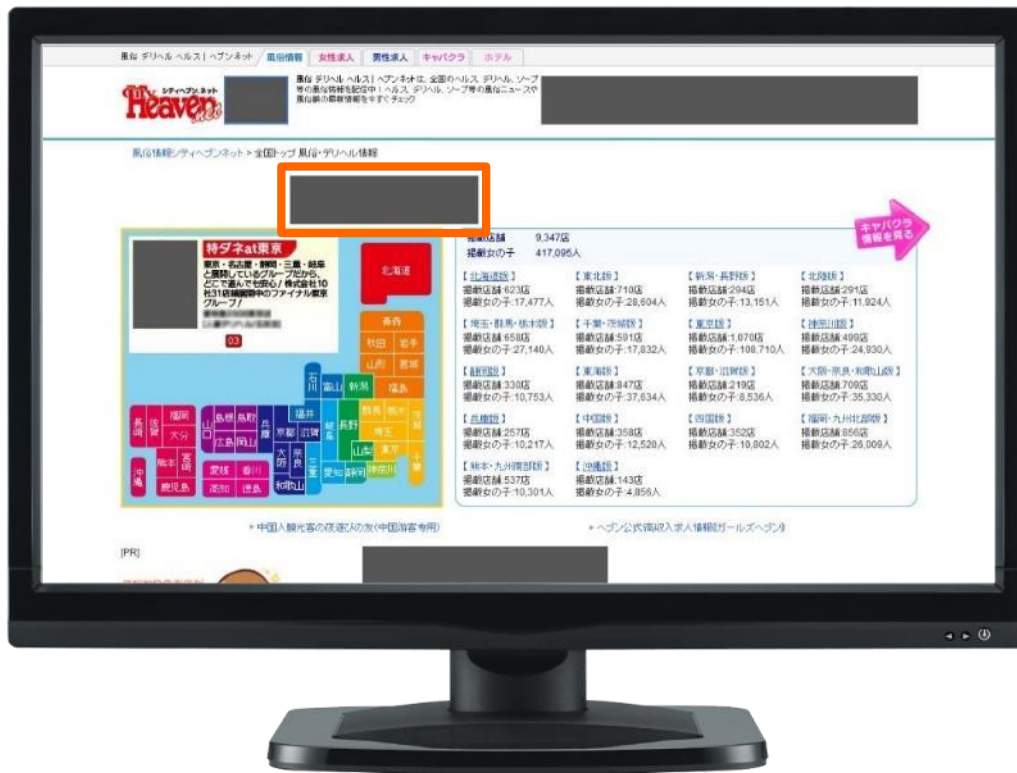 風俗 デリヘル ヘルス | ヘブンネット
風俗情報
女性求人
男性求人
キャバクラ
ホテル
シティヘブンネット
Heaven.net
風俗 デリヘル ヘルス | ヘブンネットは、全国のヘルス デリヘル、ソープ
等の風俗情報を配信中!ヘルス デリヘル、ソープ等の風俗ニュースや
風俗嬢の最新情報を今すぐチェック
風俗情報シティヘブンネット > 全国トップ 風俗・デリヘル情報
キャバクラ
情報を見る
特ダネat東京
東京・名古屋・静岡・三重・岐阜
と展開しているグループだから、
どこで遊んでも安心!株式会社10
グループ!
03
北海道
青森
秋田 岩手
山形 宮城
石川 富山 新潟 福島
群馬 栃木 茨城
福井 岐阜 長野 埼玉
山梨 東京 千葉
長崎 佐賀 福岡 大分
山口 島根 鳥取 広島 岡山
兵庫 京都 滋賀
大阪 奈良 三重 愛知 静岡 神奈川
沖縄 熊本 宮崎 鹿児島
愛媛 香川 高知 徳島
和歌山
掲載店舗 9,347店
掲載女の子 417,095人
【北海道版】 【東北版】 【新潟・長野版】 【北陸版】
掲載店舗:623店 掲載店舗:710店 掲載店舗:294店 掲載店舗:291店
掲載女の子:17,477人 掲載女の子:28,604人 掲載女の子:13,151人 掲載女の子:11,924人
【埼玉・群馬・栃木版】 【千葉・茨城版】 【東京版】 【神奈川版】
掲載店舗:658店 掲載店舗:591店 掲載店舗:1,070店 掲載店舗:499店
掲載女の子:27,140人 掲載女の子:17,832人 掲載女の子:108,710人 掲載女の子:24,930人
【静岡版】 【東海版】 【京都・滋賀版】 【大阪・奈良・和歌山版】
掲載店舗:330店 掲載店舗:847店 掲載店舗:219店 掲載店舗:709店
掲載女の子:10,753人 掲載女の子:37,634人 掲載女の子:8,536人 掲載女の子:35,330人
【兵庫版】 【中国版】 【四国版】 【福岡・九州北部版】
掲載店舗:257店 掲載店舗:358店 掲載店舗:352店 掲載店舗:856店
掲載女の子:10,217人 掲載女の子:12,520人 掲載女の子:10,802人 掲載女の子:26,009人
【熊本・九州南部版】 【沖縄版】
掲載店舗:537店 掲載店舗:143店
掲載女の子:10,301人 掲載女の子:4,856人
中国人観光客の夜遊びの友(中国游客专用)
ヘブン公式高収入求人情報[ガールズヘブン]
[PR]